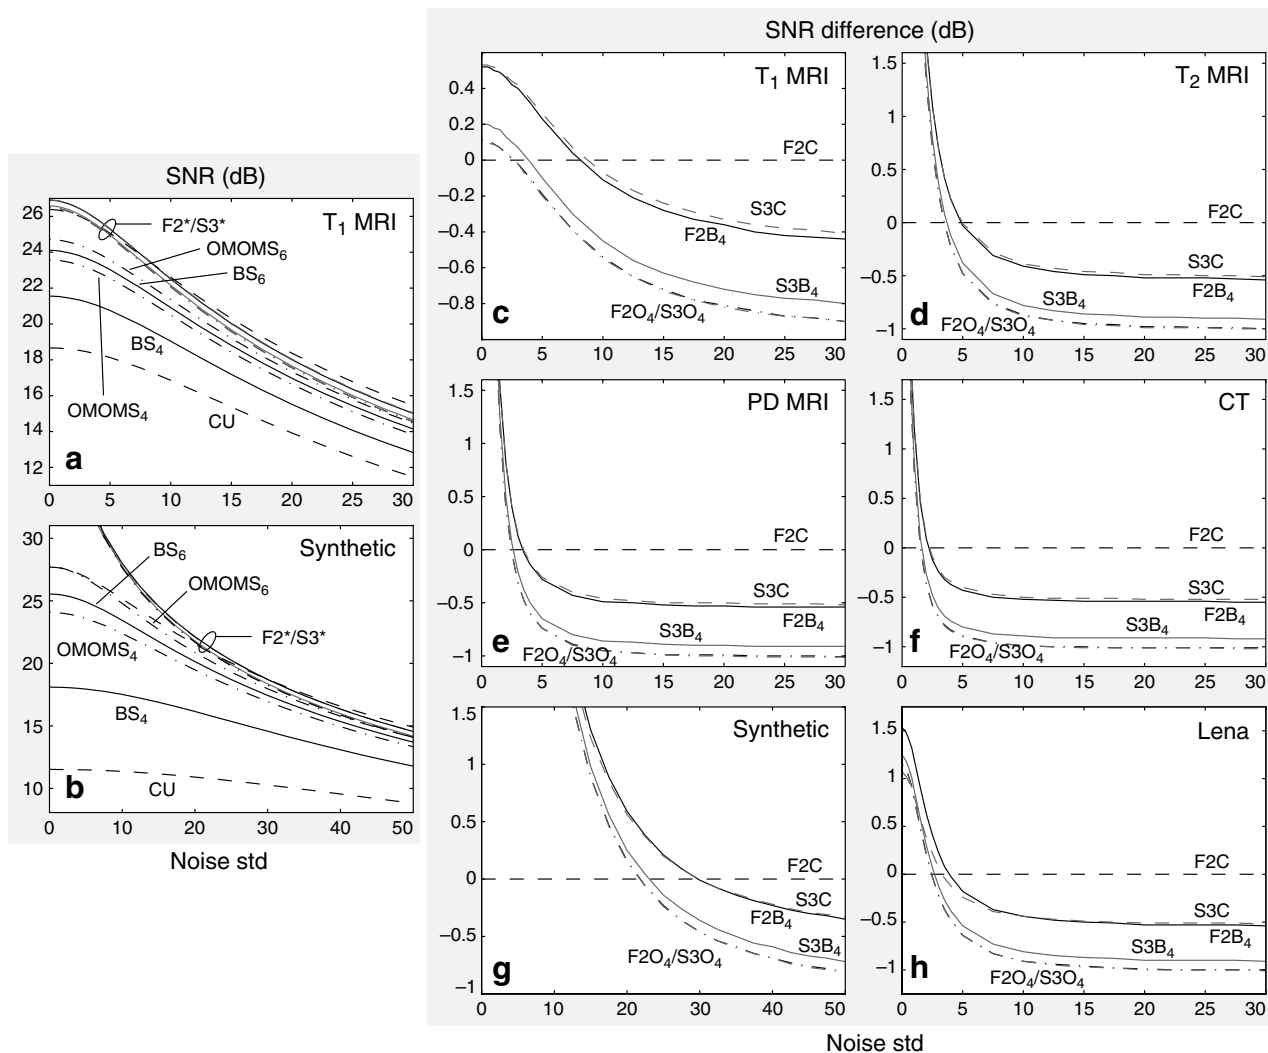 SNR (dB)
T1 MRI
26
24
22
20
18
16
14
12
F2*/S3*
OMOMS6
BS6
BS4
OMOMS4
CU
a
0 5 10 15 20 25 30
Synthetic
30
25
20
15
10
BS6
OMOMS6
F2*/S3*
OMOMS4
BS4
CU
b
0 10 20 30 40 50
Noise std
SNR difference (dB)
T1 MRI
0.4
0.2
0
−0.2
−0.4
−0.6
−0.8
F2C
S3C
F2B4
S3B4
F2O4/S3O4
c
0 5 10 15 20 25 30
T2 MRI
1.5
1
0.5
0
−0.5
−1
F2C
S3C
F2B4
S3B4
F2O4/S3O4
d
0 5 10 15 20 25 30
PD MRI
1.5
1
0.5
0
−0.5
−1
F2C
S3C
F2B4
S3B4
F2O4/S3O4
e
0 5 10 15 20 25 30
CT
1.5
1
0.5
0
−0.5
−1
F2C
S3C
F2B4
S3B4
F2O4/S3O4
f
0 5 10 15 20 25 30
Synthetic
1.5
1
0.5
0
−0.5
−1
F2C
S3C
F2B4
S3B4
F2O4/S3O4
g
0 10 20 30 40 50
Lena
1.5
1
0.5
0
−0.5
−1
F2C
S3C
F2B4
S3B4
F2O4/S3O4
h
0 5 10 15 20 25 30
Noise std